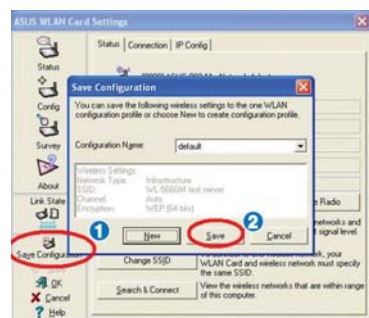 ASUS WLAN Card Settings
Status
Config
Survey
About
Link State
Save Configuration
OK
Cancel
Help
Status Connection IP Config
Save Configuration
You can save the following wireless settings to the one WLAN
configuration profile or choose New to create configuration profile.
Configuration Name: default
Wireless Settings
Network Type: Infrastructure
SSID: WL-566GM test server
Channel: Auto
Encryption: WEP (64 bits)
1
2
New Save Cancel
Radio
networks and
signal level.
Change SSID
network, your
WLAN Card and wireless network must specify
the same SSID.
Search & Connect
View the wireless networks that are within range
of this computer.